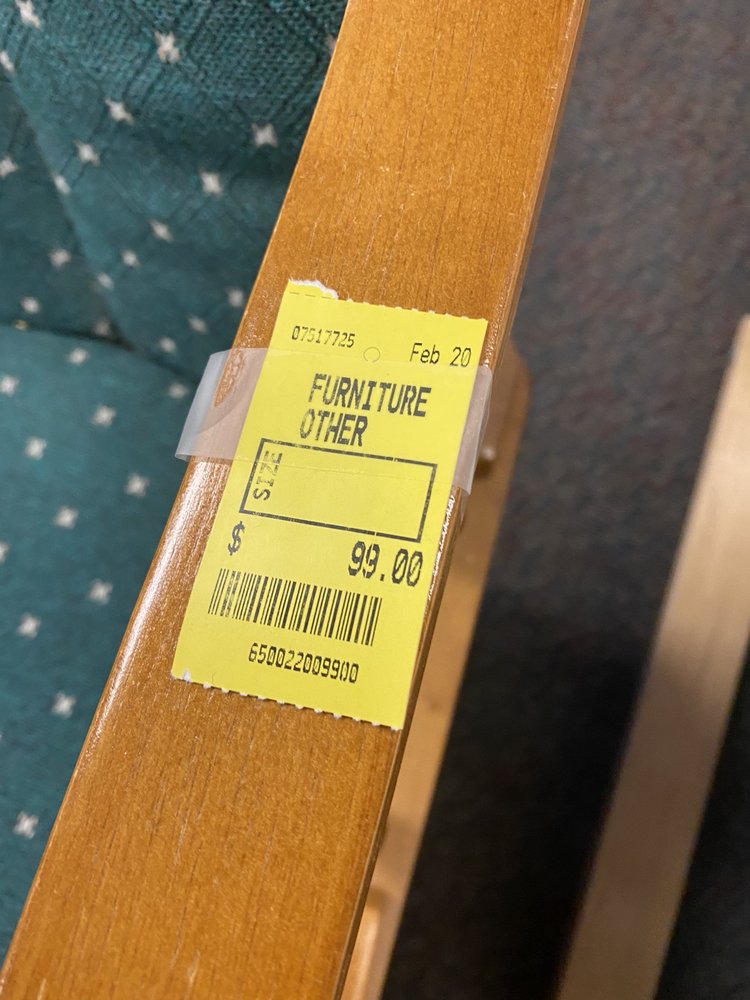 07517725 Feb 20
FURNITURE
OTHER
SIZE
$ 99.00
650022009900